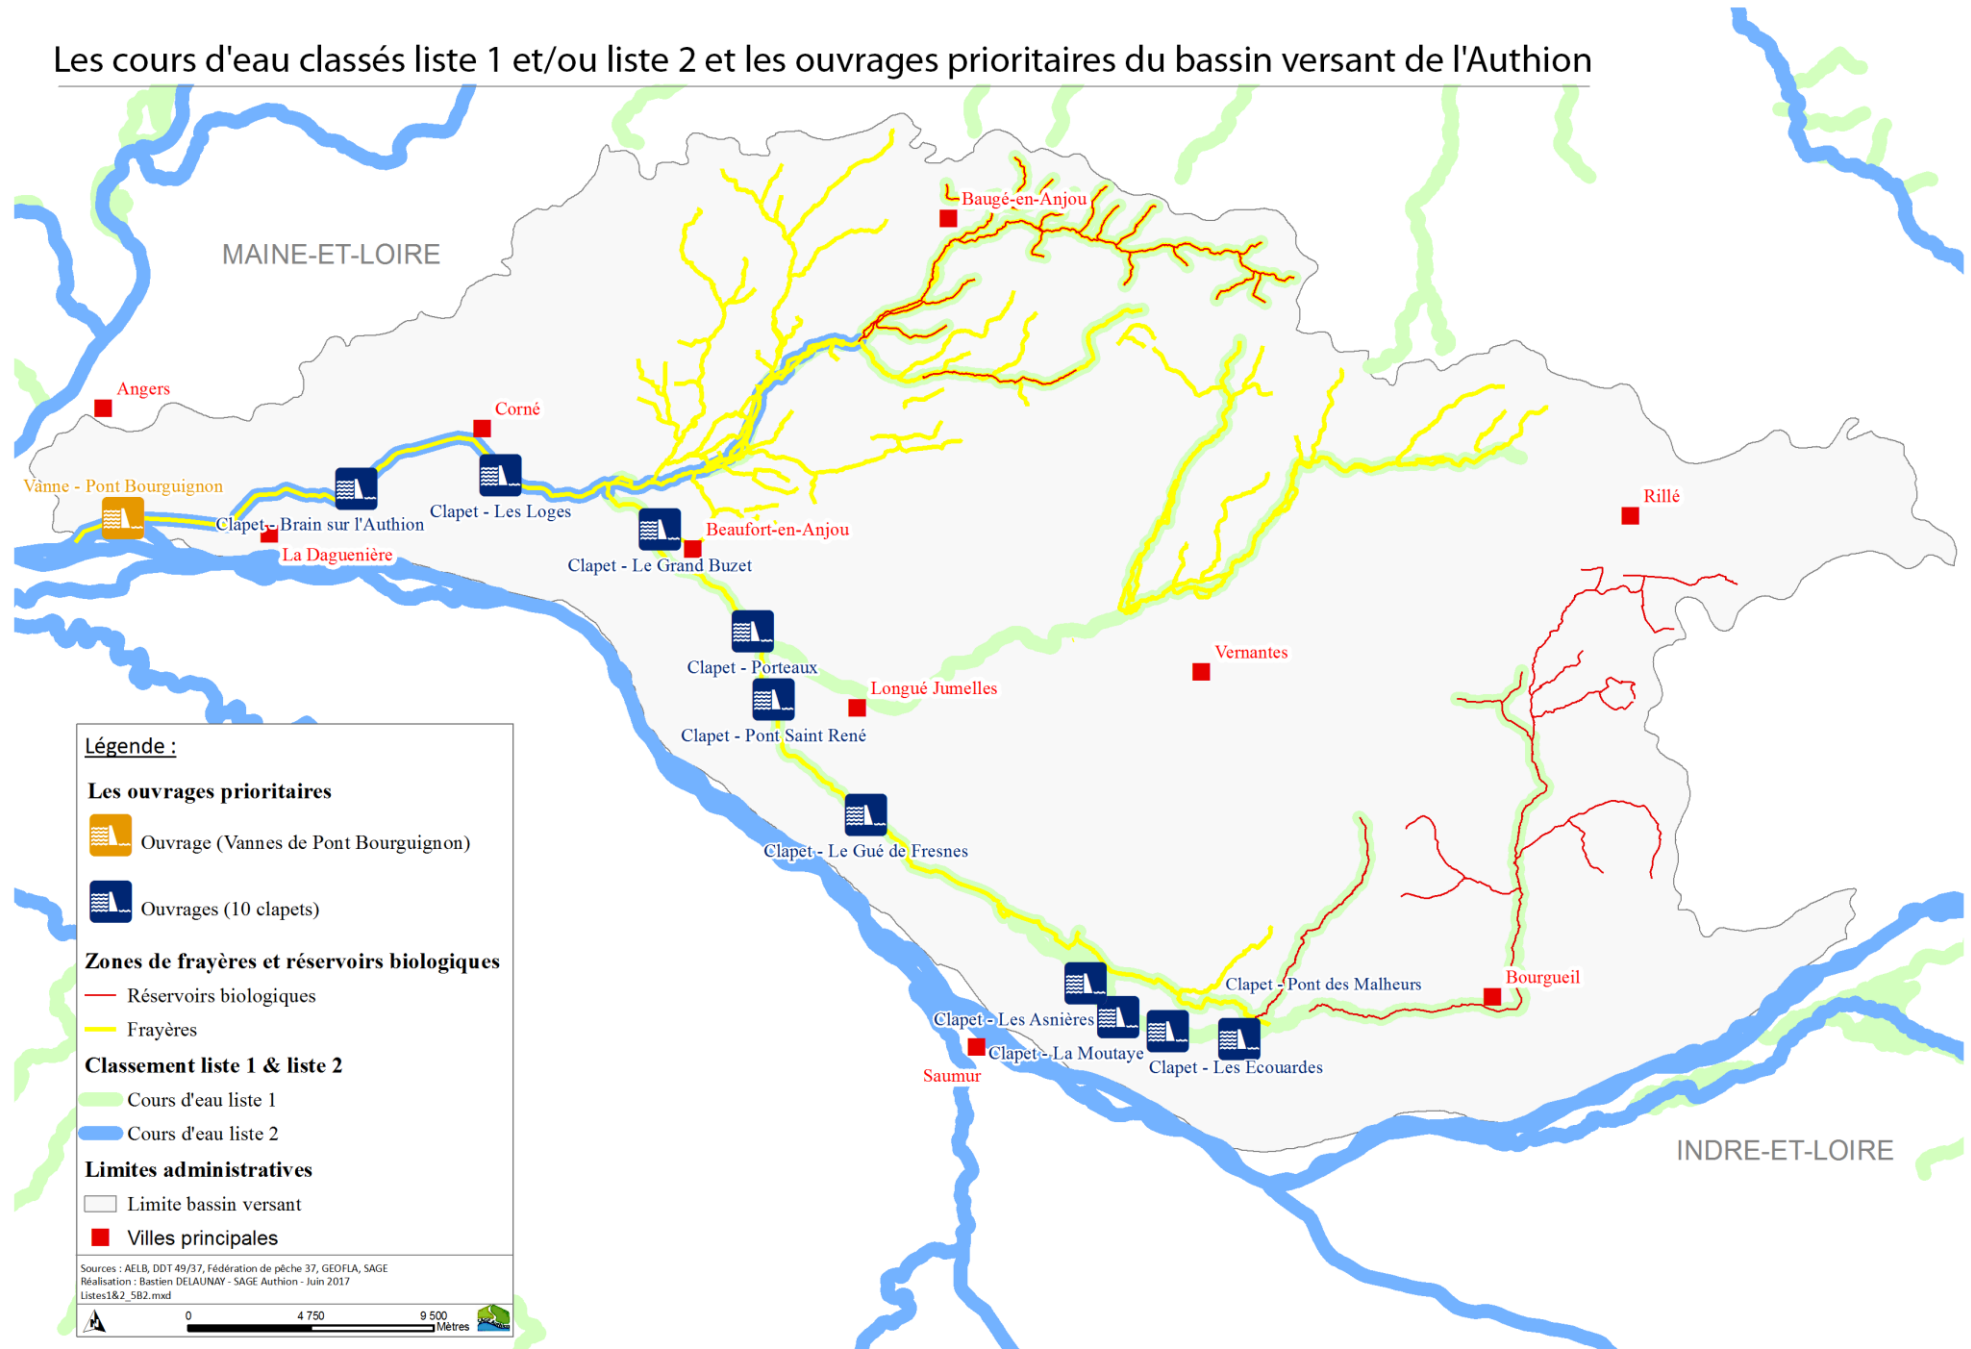 Les cours d'eau classés liste 1 et/ou liste 2 et les ouvrages prioritaires du bassin versant de l'Authion
MAINE-ET-LOIRE
Baugé-en-Anjou
Angers
Corné
Vanne - Pont Bourguignon
Clapet - Brain sur l'Authion
Clapet - Les Loges
La Daguenière
Beaufort-en-Anjou
Clapet - Le Grand Buzet
Rillé
Vernantes
Clapet - Porteaux
Longué Jumelles
Clapet - Pont Saint René
Clapet - Le Gué de Fresnes
Clapet - Pont des Malheurs
Bourgueil
Clapet - Les Asnières
Clapet - La Moutaye
Clapet - Les Ecouardes
Saumur
INDRE-ET-LOIRE
Légende :
Les ouvrages prioritaires
Ouvrage (Vannes de Pont Bourguignon)
Ouvrages (10 clapets)
Zones de frayères et réservoirs biologiques
Réservoirs biologiques
Frayères
Classement liste 1 & liste 2
Cours d'eau liste 1
Cours d'eau liste 2
Limites administratives
Limite bassin versant
Villes principales
Sources : AELB, DDT 49/37, Fédération de pêche 37, GEOFLA, SAGE
Réalisation : Bastien DELAUNAY - SAGE Authion - Juin 2017
Listes1&2_5B2.mxd
0 4 750 9 500
Mètres